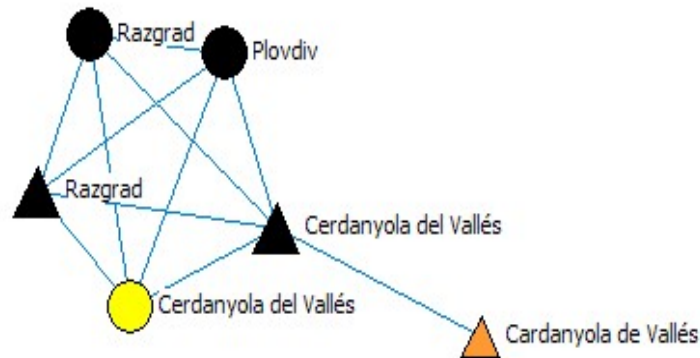 Razgrad
Plovdiv
Razgrad
Cerdanyola del Vallés
Cerdanyola del Vallés
Cardanyola de Vallés